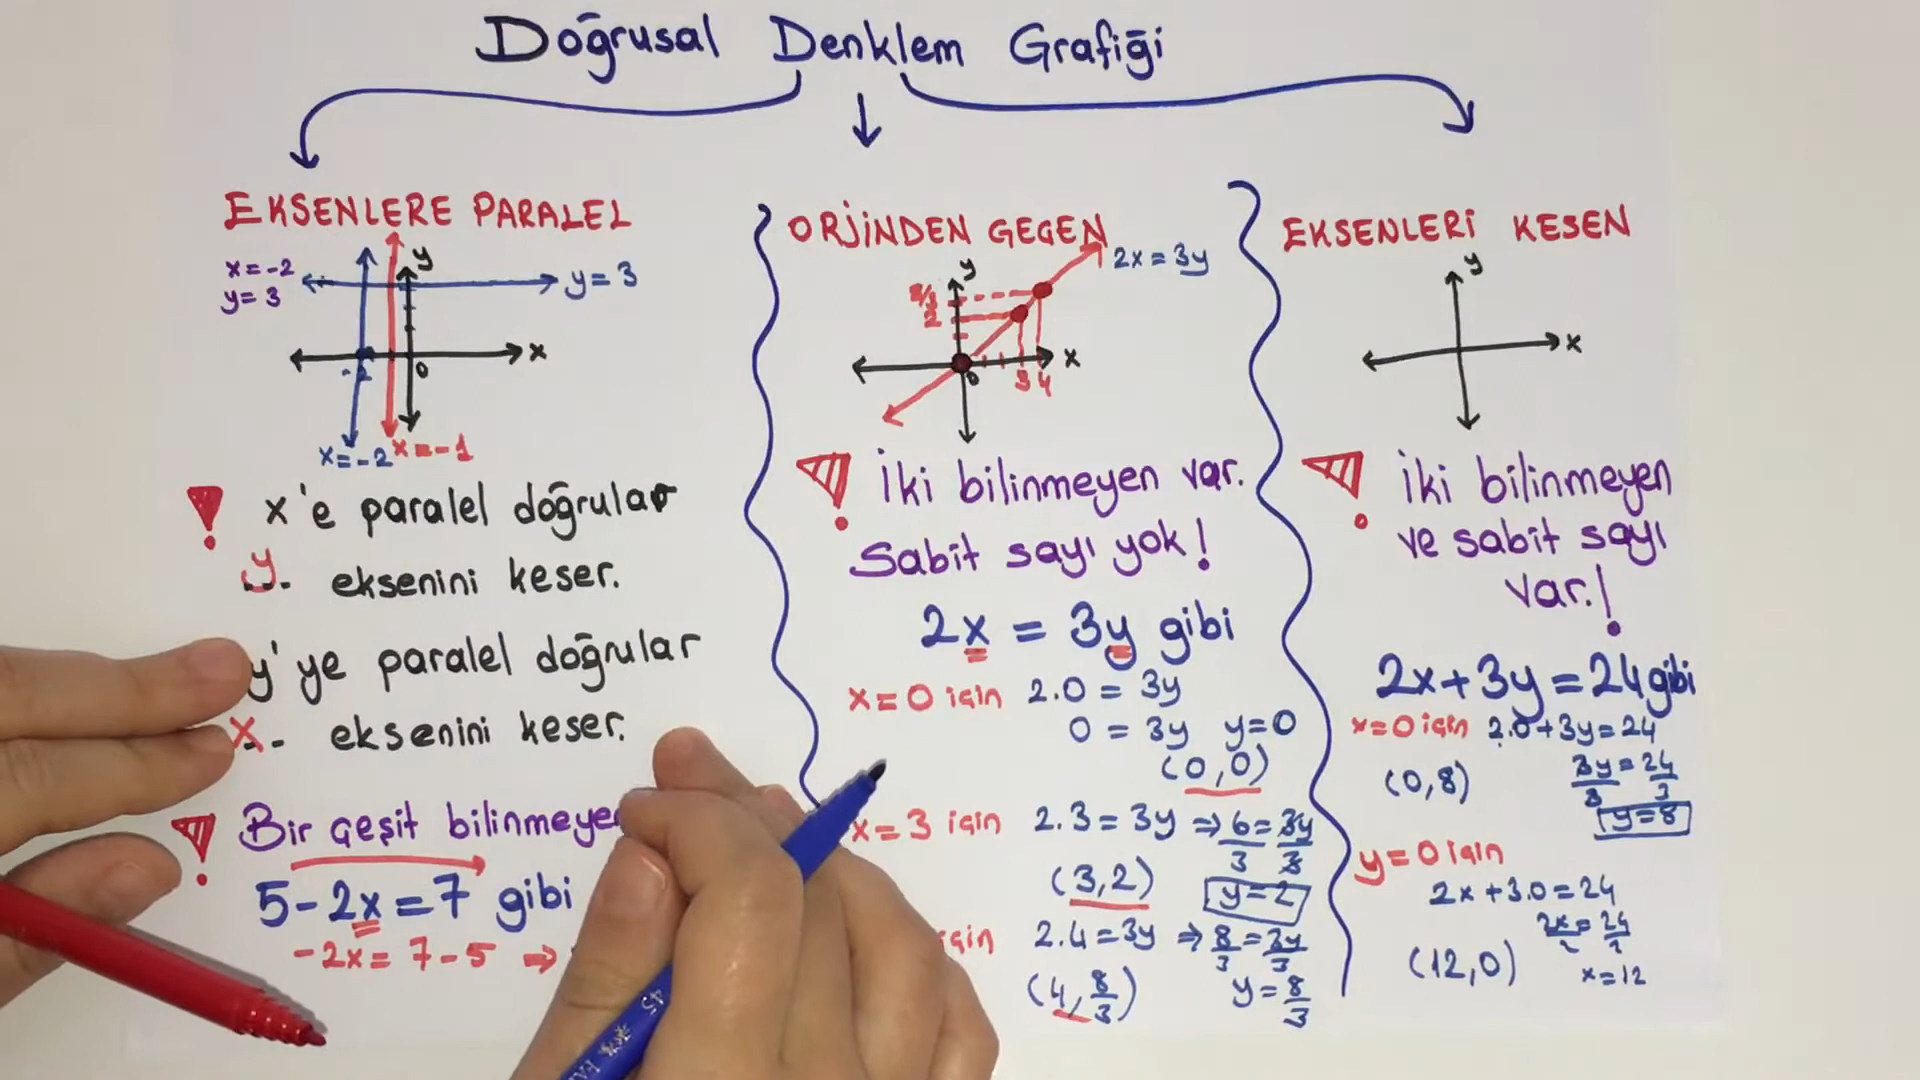 Doğrusal Denklem Grafiği
EKSENLERE PARALEL
x=-2
y=3
y
y=3
x
-2
0
x=-2
x=-1
x'e paralel doğrular
y eksenini keser.
y'ye paralel doğrular
x eksenini keser.
Bir çeşit bilinmeyen
5-2x=7 gibi
-2x=7-5 ⇒
ORJİNDEN GEÇEN
2x=3y
y
2
x
0
3 4
İki bilinmeyen var.
Sabit sayı yok!
2x = 3y gibi
x=0 için 2.0=3y
0=3y y=0
(0,0)
x=3 için 2.3=3y ⇒ 6/3=3y/3
(3,2) y=2
için 2.4=3y ⇒ 8/3=3y/3
(4,8/3) y=8/3
EKSENLERİ KESEN
y
x
İki bilinmeyen
ve sabit sayı
var.!
2x+3y=24 gibi
x=0 için 2.0+3y=24
(0,8) 3y/3=24/3
y=8
y=0 için
2x+3.0=24
2x/2=24/2
(12,0) x=12
45